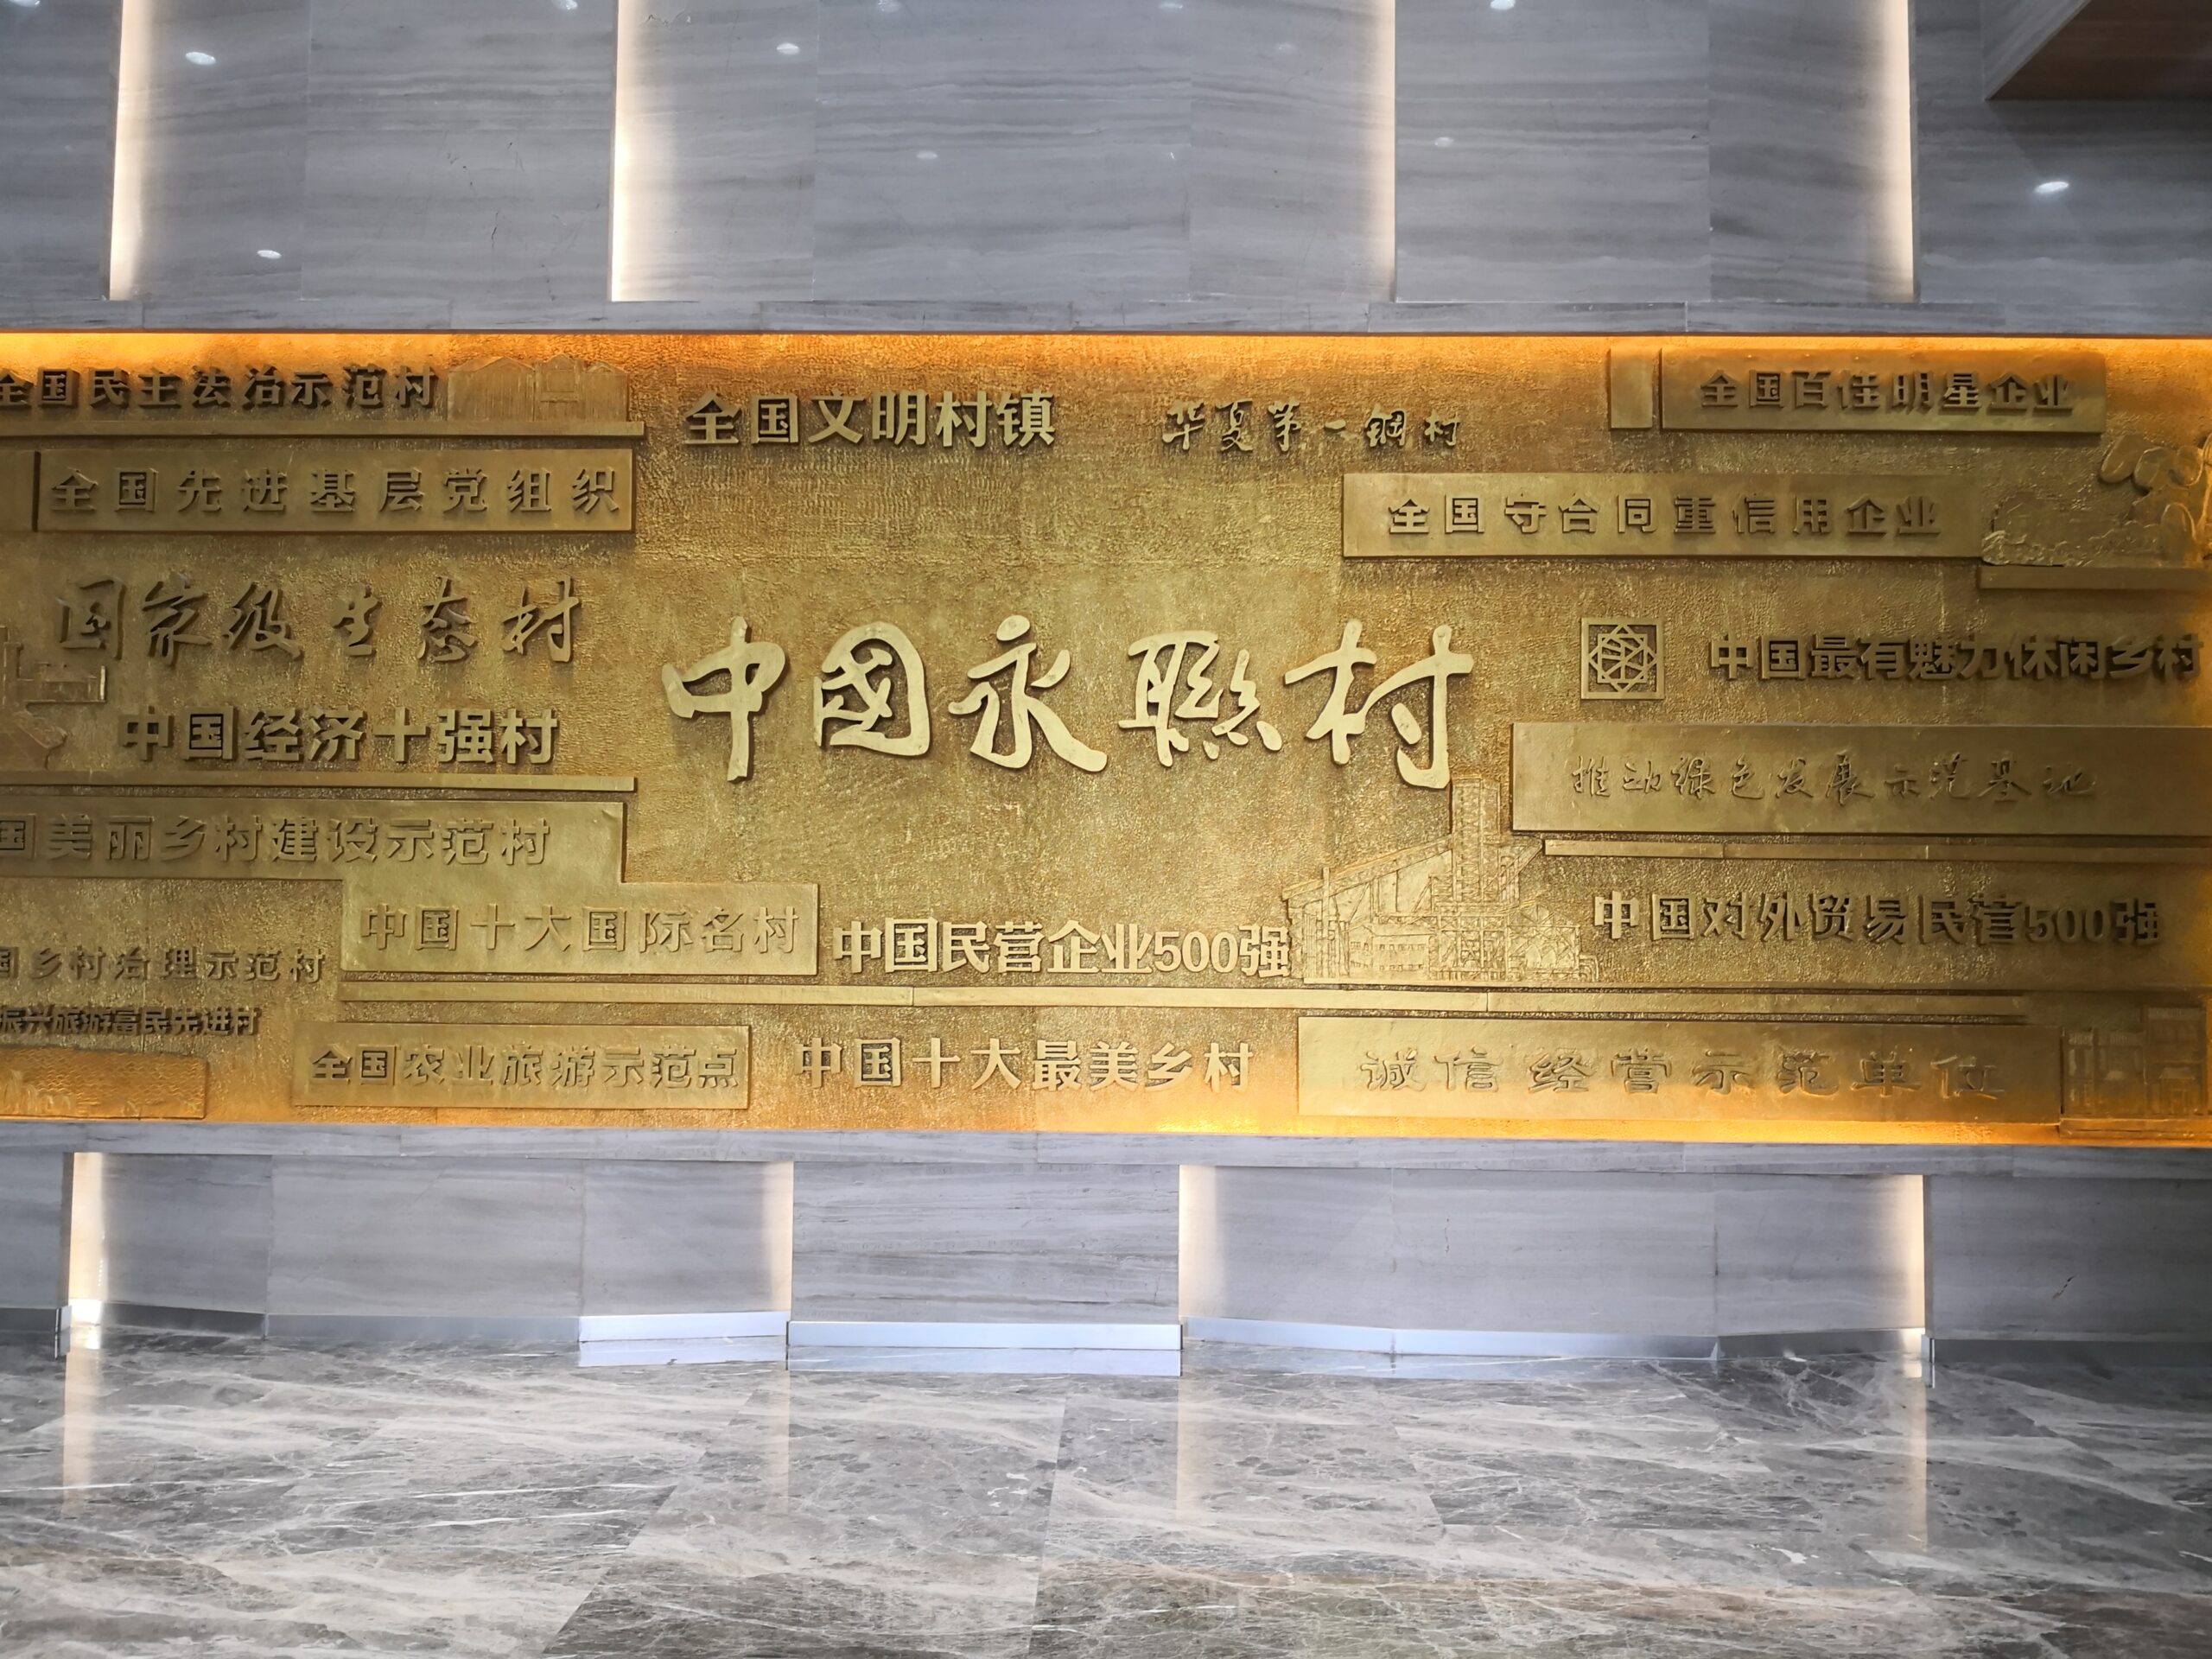 全国民主法治示范村
全国文明村镇
华夏第一钢村
全国百佳明星企业
全国先进基层党组织
全国守合同重信用企业
国家级生态村
中國永聯村
中国最有魅力休闲乡村
中国经济十强村
推动绿色发展示范基地
国美丽乡村建设示范村
中国十大国际名村
中国民营企业500强
中国对外贸易民营500强
国乡村治理示范村
振兴旅游富民先进村
全国农业旅游示范点
中国十大最美乡村
诚信经营示范单位